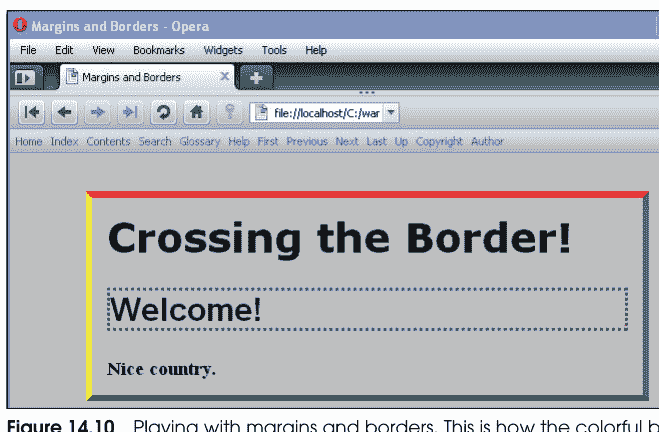 Margins and Borders - Opera
File Edit View Bookmarks Widgets Tools Help
Margins and Borders
file://localhost/C:/war
Home Index Contents Search Glossary Help First Previous Next Last Up Copyright Author
Crossing the Border!
Welcome!
Nice country.
Figure 14.10 Playing with margins and borders. This is how the colorful b